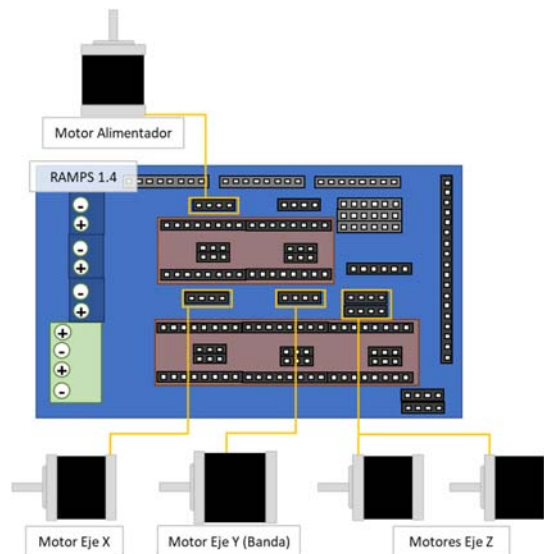 Motor Alimentador
RAMPS 1.4
-
+
-
+
-
+
+
-
+
-
Motor Eje X
Motor Eje Y (Banda)
Motores Eje Z